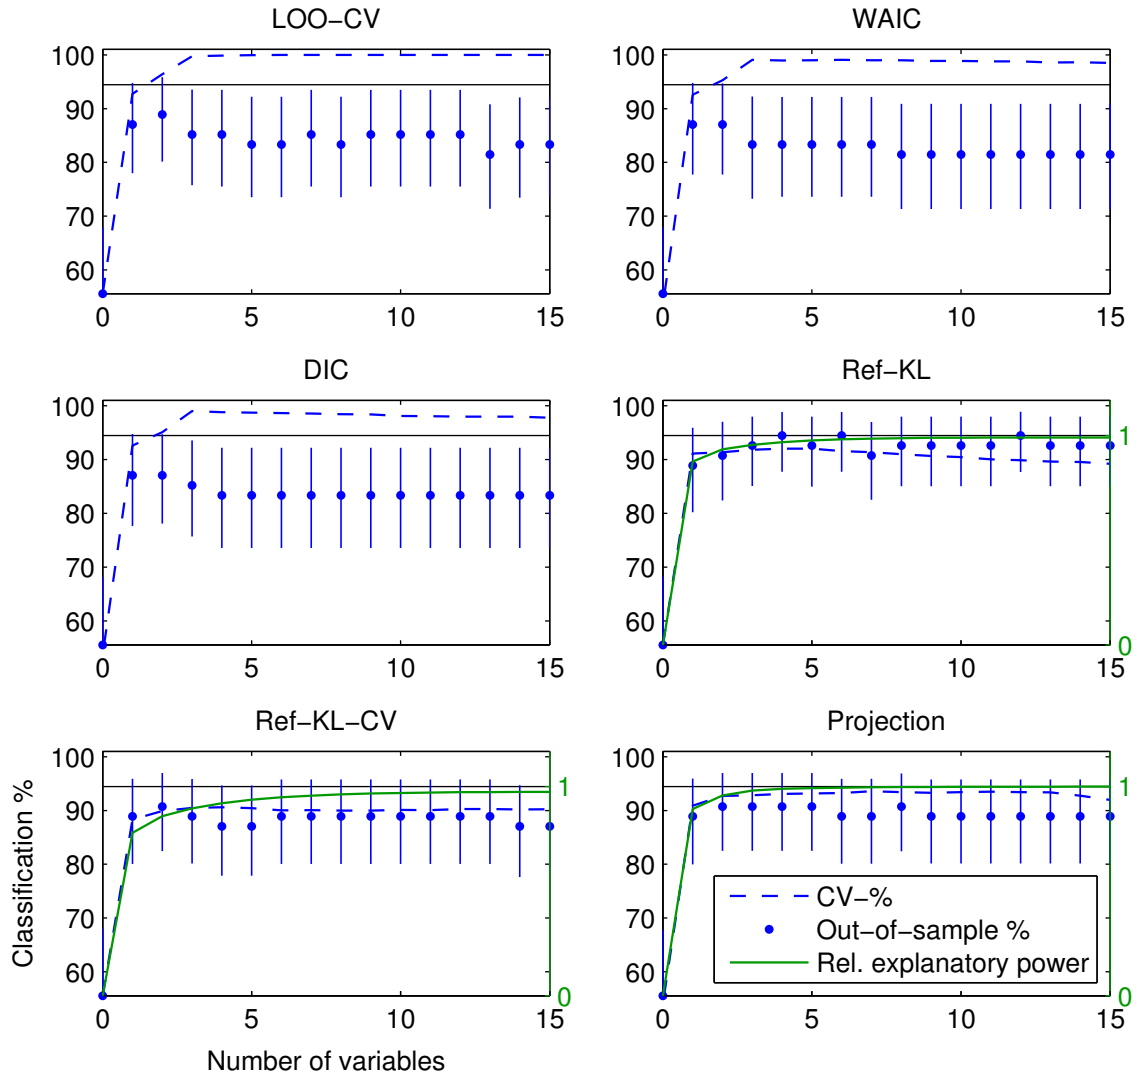 LOO−CV
100
90
80
70
60
0 5 10 15
WAIC
100
90
80
70
60
0 5 10 15
DIC
100
90
80
70
60
0 5 10 15
Ref−KL
100
90
80
70
60
0 5 10 15
1
0
Ref−KL−CV
100
90
80
70
60
0 5 10 15
1
0
Classification %
Number of variables
Projection
100
90
80
70
60
0 5 10 15
1
0
CV−%
Out−of−sample %
Rel. explanatory power